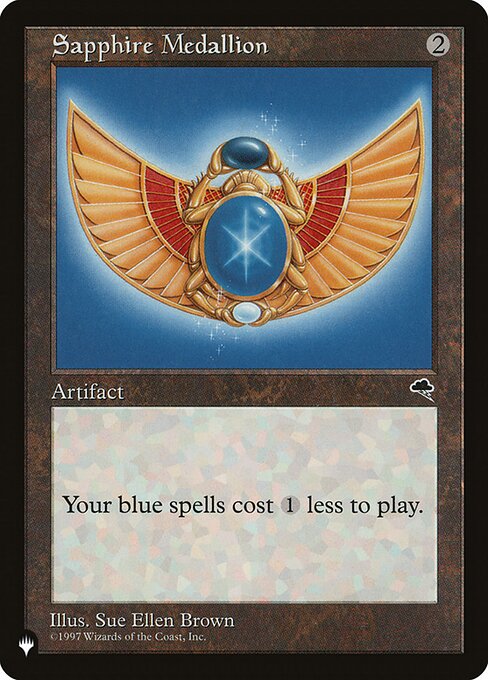 Sapphire Medallion 2
Artifact
Your blue spells cost 1 less to play.
Illus. Sue Ellen Brown
©1997 Wizards of the Coast, Inc.